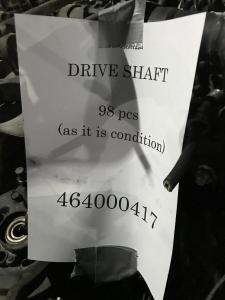 DRIVE SHAFT
98 pcs
(as it is condition)
464000417